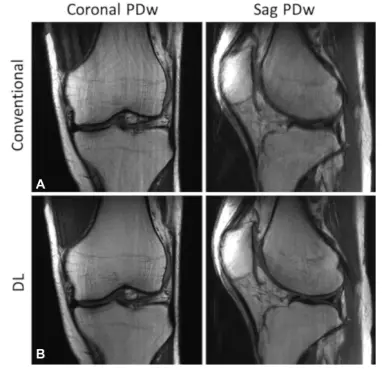 Coronal PDw
Sag PDw
Conventional
A
DL
B